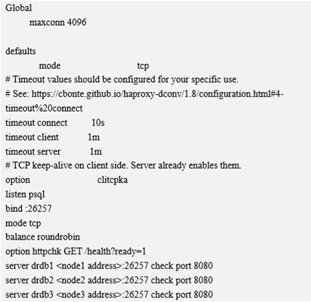 Global
maxconn 4096
defaults
mode tcp
# Timeout values should be configured for your specific use.
# See: https://cbonte.github.io/haproxy-dconv/1.8/configuration.html#4-
timeout%20connect
timeout connect 10s
timeout client 1m
timeout server 1m
# TCP keep-alive on client side. Server already enables them.
option clitcpka
listen psql
bind :26257
mode tcp
balance roundrobin
option httpchk GET /health?ready=1
server drdb1 <node1 address>:26257 check port 8080
server drdb2 <node2 address>:26257 check port 8080
server drdb3 <node3 address>:26257 check port 8080